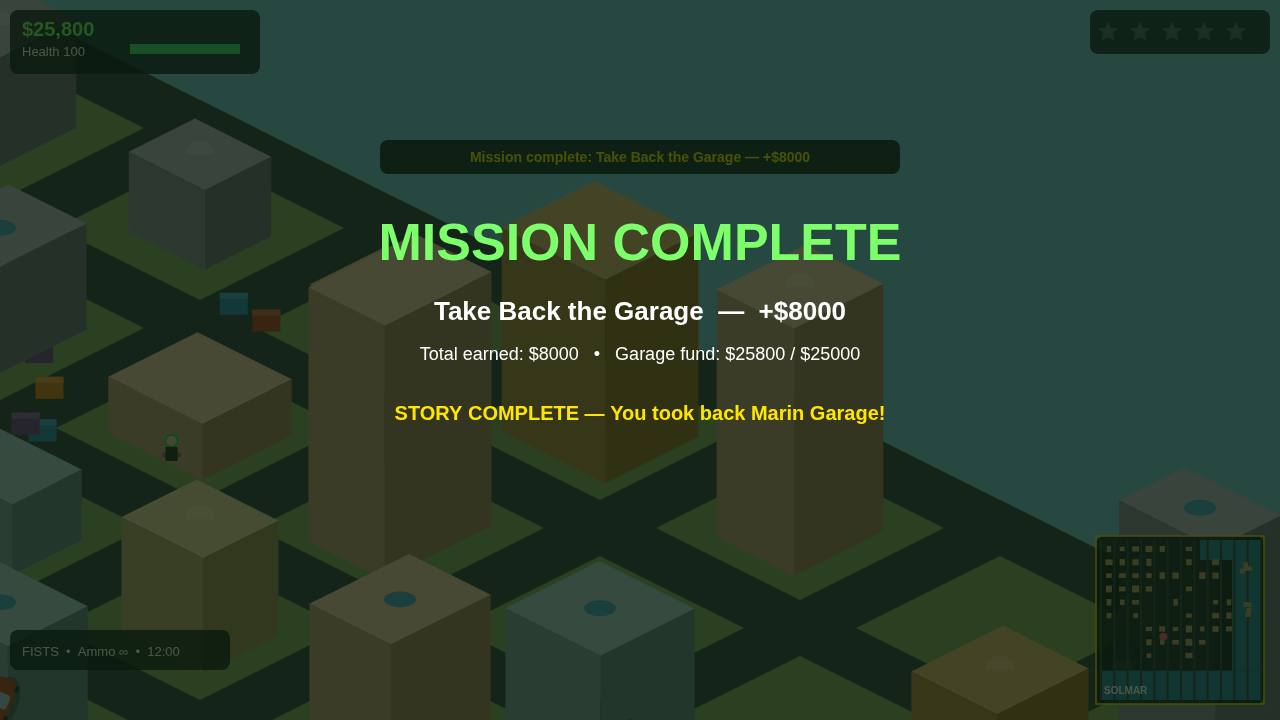 $25,800
Health 100
Mission complete: Take Back the Garage — +$8000
MISSION COMPLETE
Take Back the Garage — +$8000
Total earned: $8000 • Garage fund: $25800 / $25000
STORY COMPLETE — You took back Marin Garage!
FISTS • Ammo ∞ • 12:00
SOLMAR